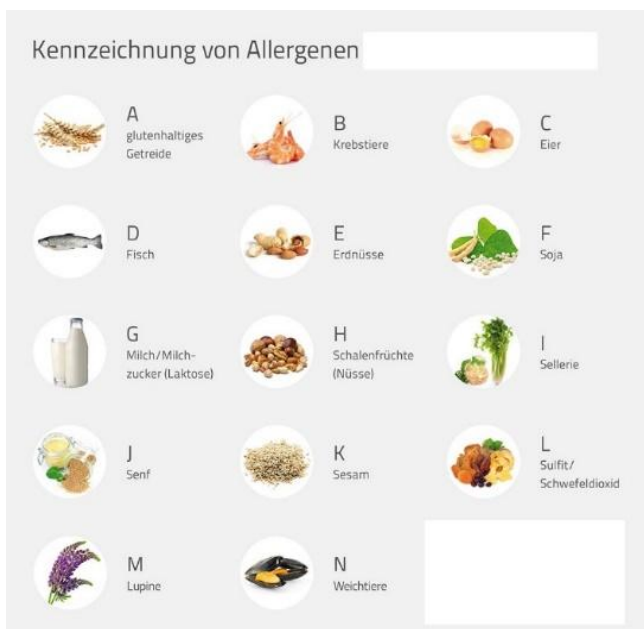 Kennzeichnung von Allergenen
A
glutenhaltiges
Getreide
B
Krebstiere
C
Eier
D
Fisch
E
Erdnüsse
F
Soja
G
Milch/Milch-
zucker (Laktose)
H
Schalenfrüchte
(Nüsse)
I
Sellerie
J
Senf
K
Sesam
L
Sulfit/
Schwefeldioxid
M
Lupine
N
Weichtiere